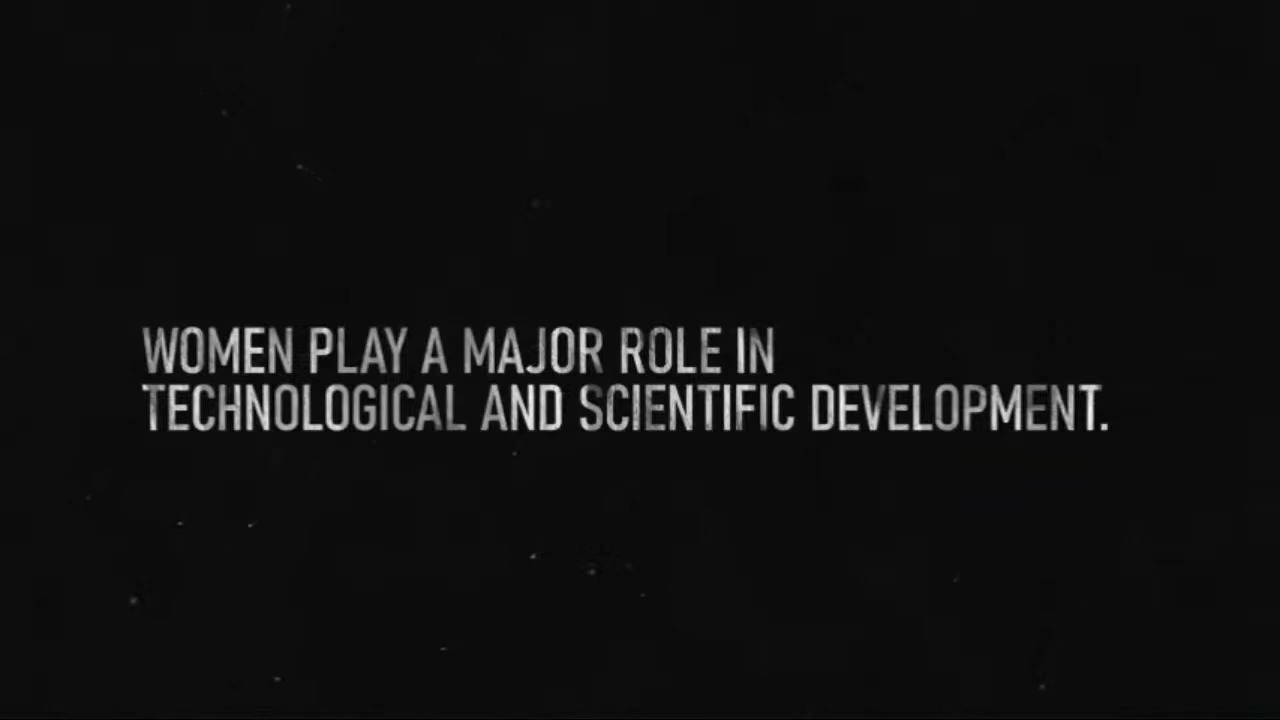 WOMEN PLAY A MAJOR ROLE IN
TECHNOLOGICAL AND SCIENTIFIC DEVELOPMENT.